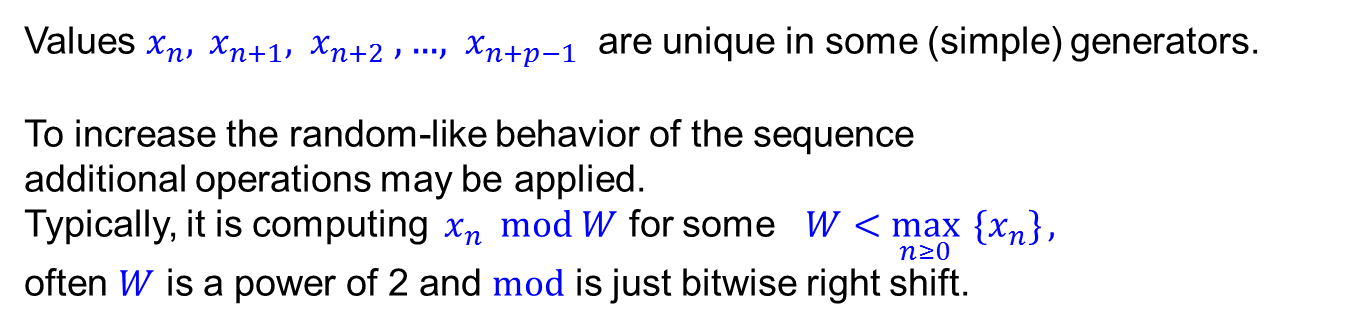 Values xₙ, xₙ₊₁, xₙ₊₂ , ..., xₙ₊ₚ₋₁ are unique in some (simple) generators.
To increase the random-like behavior of the sequence
additional operations may be applied.
Typically, it is computing xₙ mod W for some W < max {xₙ},
n≥0
often W is a power of 2 and mod is just bitwise right shift.